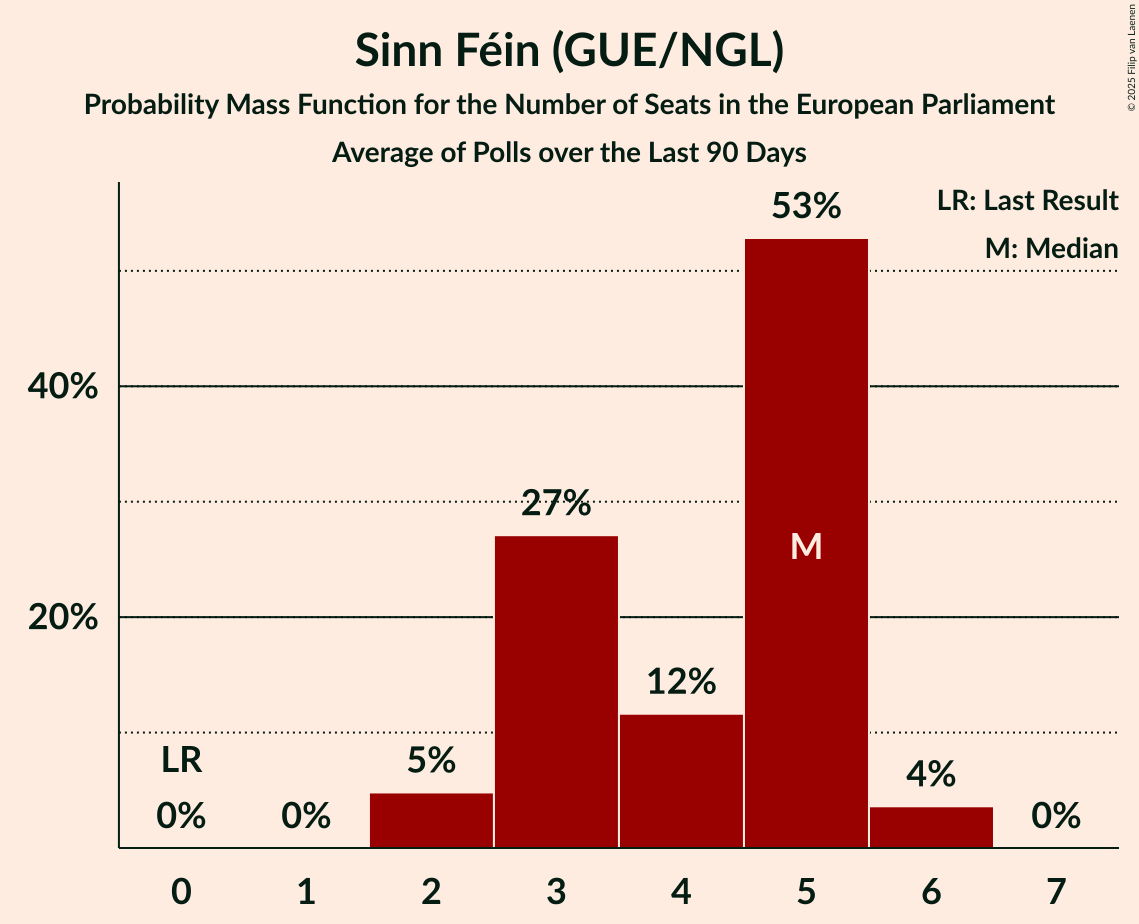 Sinn Féin (GUE/NGL)
Probability Mass Function for the Number of Seats in the European Parliament
Average of Polls over the Last 90 Days
© 2025 Filip van Laenen
LR: Last Result
M: Median
53%
40%
27%
M
20%
12%
LR
5%
4%
0%
0%
0%
0 1 2 3 4 5 6 7